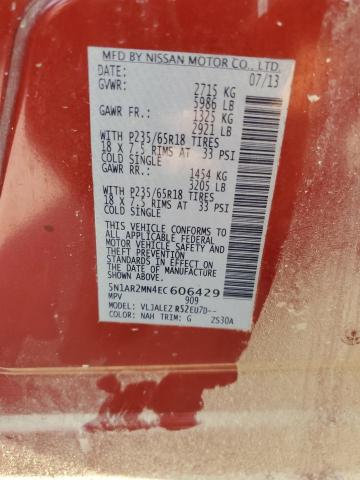 MFD BY NISSAN MOTOR CO., LTD.
DATE: 07/13
GVWR: 2715 KG
5986 LB
GAWR FR.: 1325 KG
2921 LB
WITH P235/65R18 TIRES
18 X 7.5 RIMS AT 33 PSI
COLD SINGLE
GAWR RR.: 1454 KG
3205 LB
WITH P235/65R18 TIRES
18 X 7.5 RIMS AT 33 PSI
COLD SINGLE
THIS VEHICLE CONFORMS TO
ALL APPLICABLE FEDERAL
MOTOR VEHICLE SAFETY
STANDARDS IN EFFECT ON
THE DATE OF MANUFACTURE
SHOWN ABOVE.
5N1AR2MN4EC606429
MPV 909
MODEL: VLJALEZ R52EU7D--
COLOR: NAH TRIM: G 2S30A